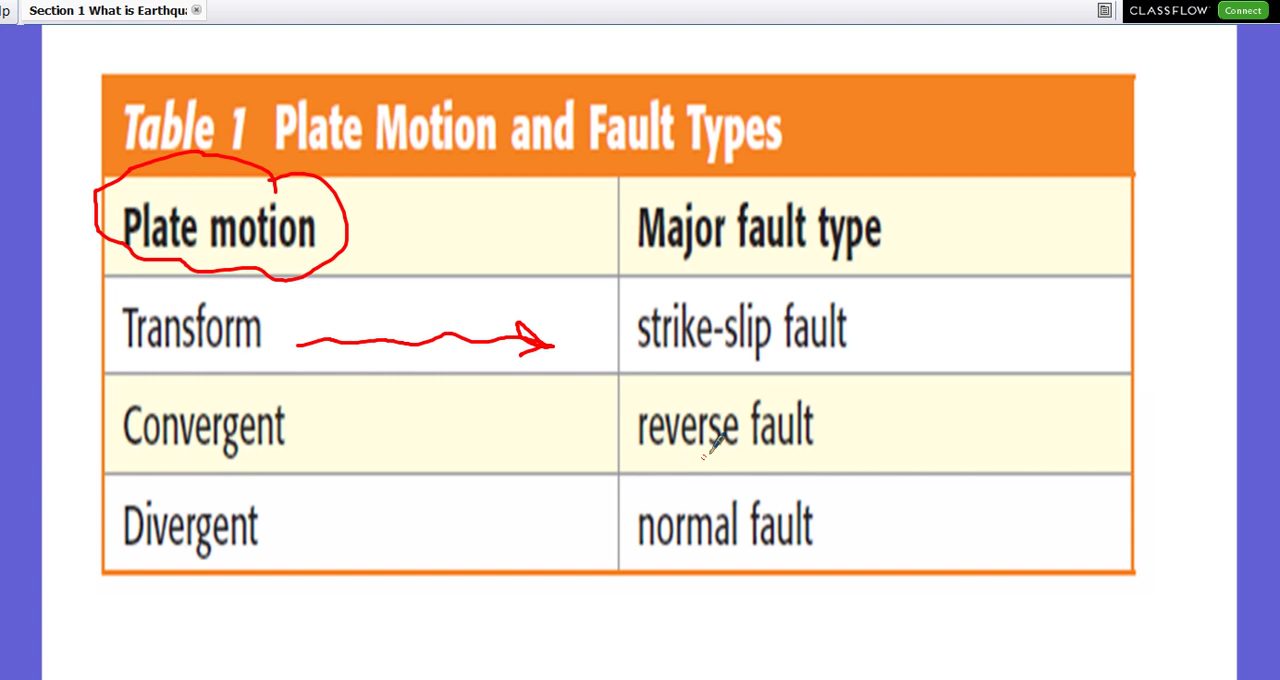 lp
Section 1 What is Earthqu
CLASSFLOW
Connect
Table 1 Plate Motion and Fault Types
Plate motion
Major fault type
Transform
strike-slip fault
Convergent
reverse fault
Divergent
normal fault